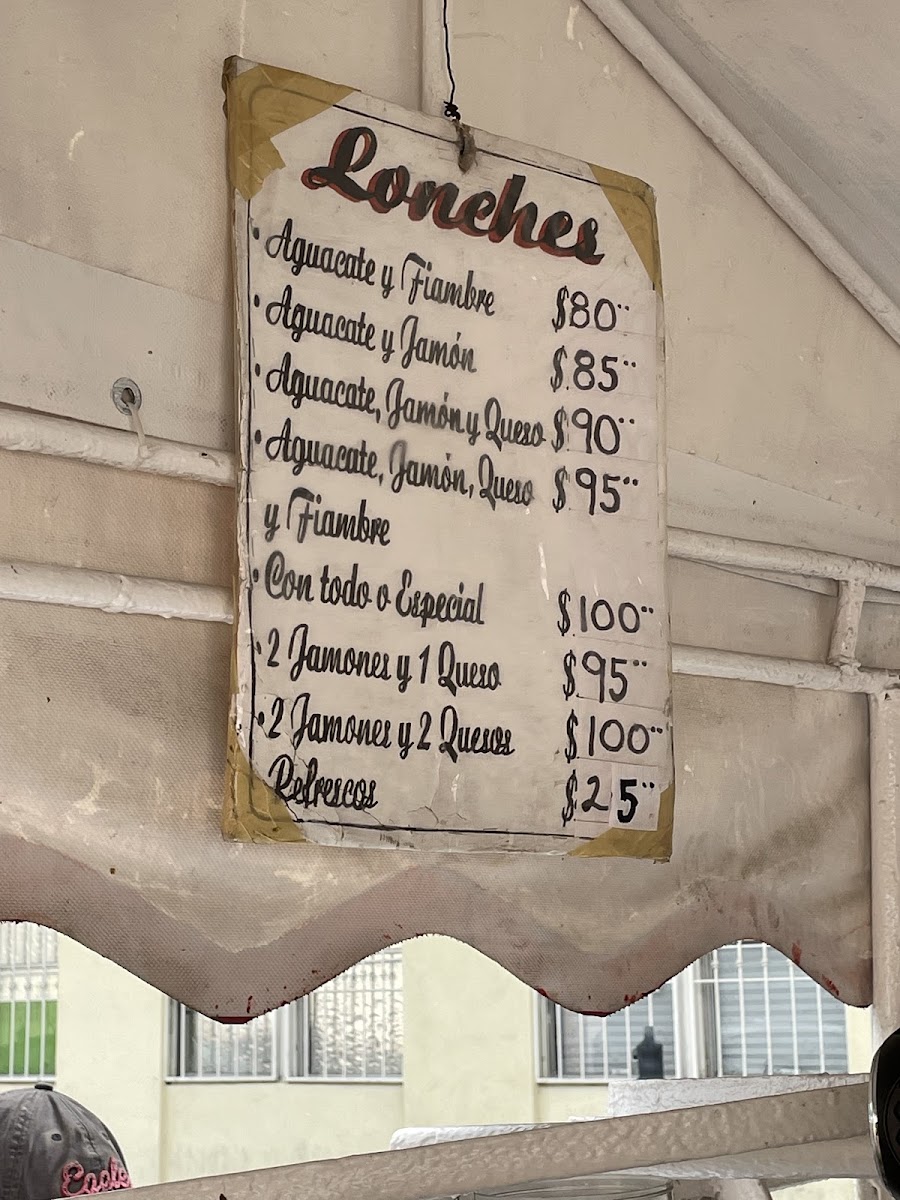 Lonches
• Aguacate y Fiambre $80..
• Aguacate y Jamón $85..
• Aguacate, Jamón y Queso $90..
• Aguacate, Jamón, Queso $95..
y Fiambre
• Con todo o Especial $100..
• 2 Jamones y 1 Queso $95..
• 2 Jamones y 2 Quesos $100..
Refrescos $25..